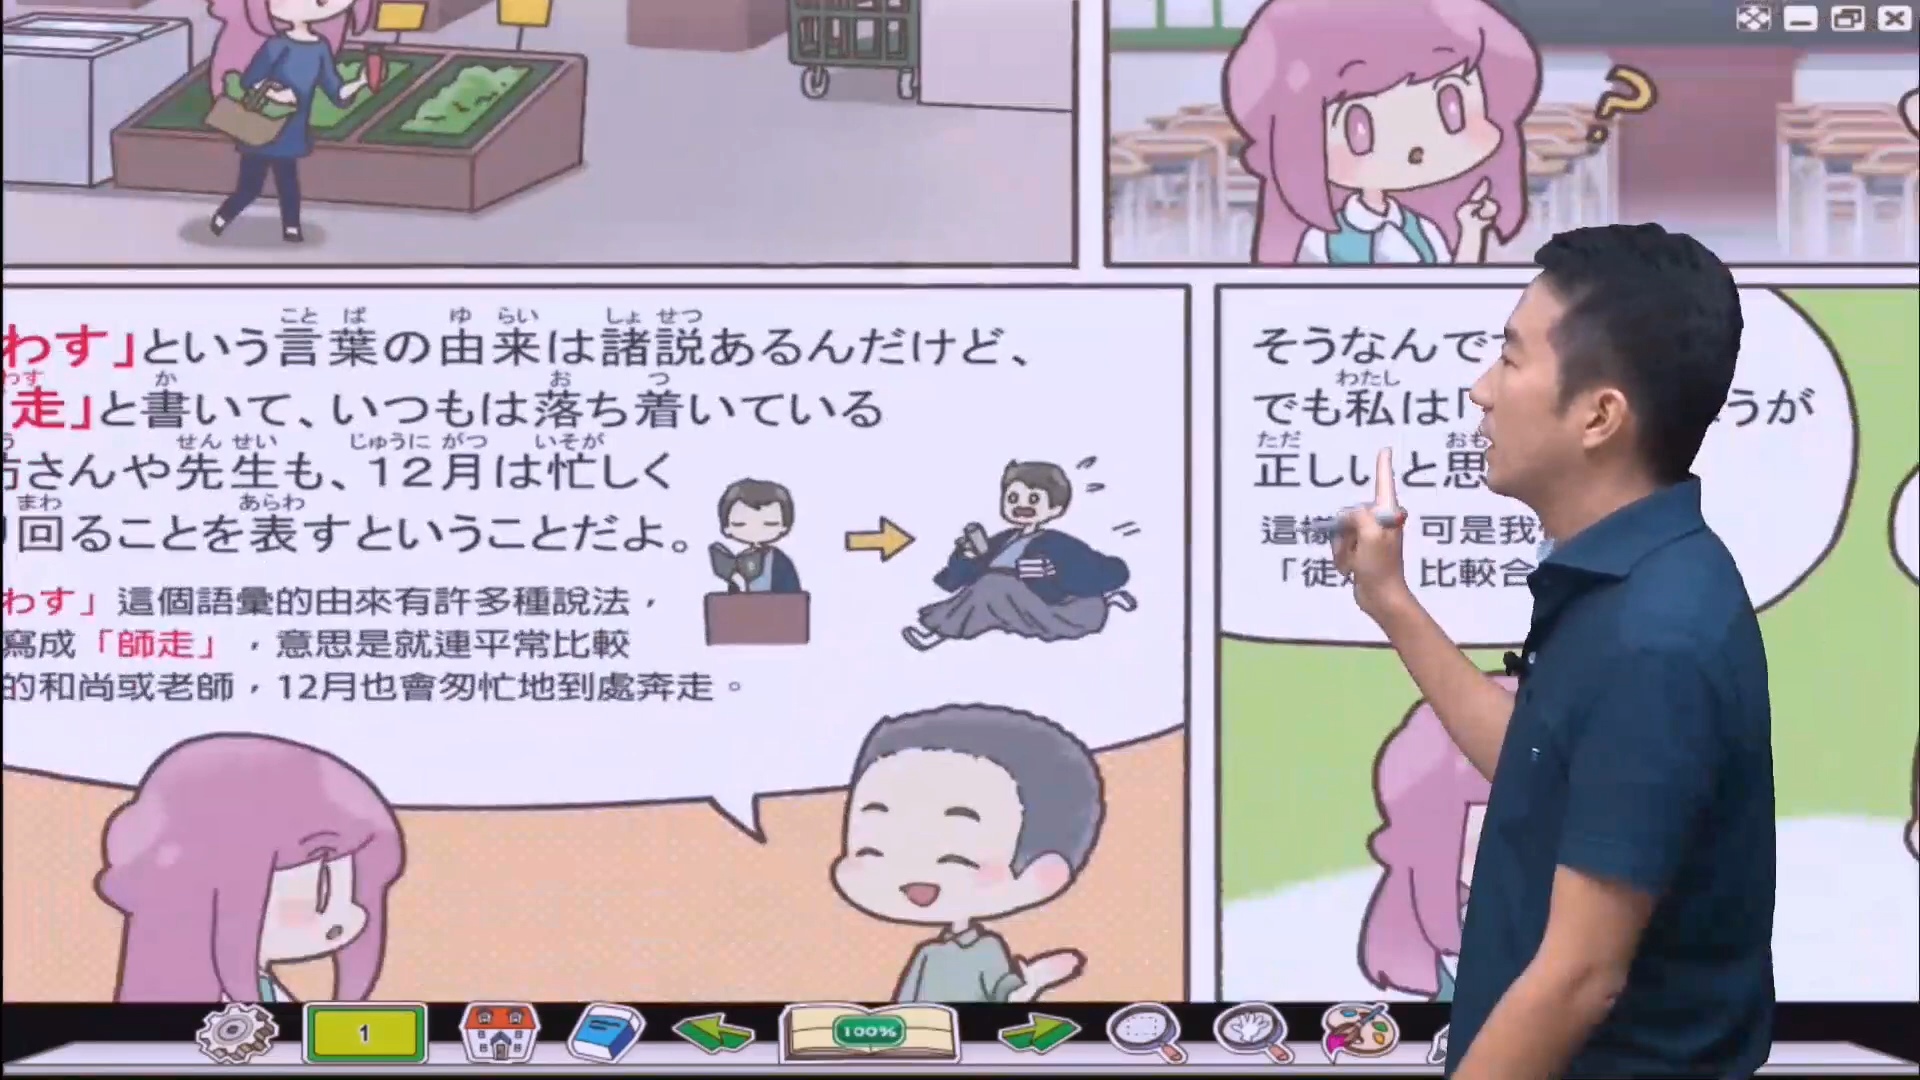 わす」という言葉の由来は諸説あるんだけど、
走」と書いて、いつもは落ち着いている
さんや先生も、12月は忙しく
回ることを表すということだよ。
わす」這個語彙的由來有許多種說法，
寫成「師走」，意思是就連平常比較
的和尚或老師，12月也會匆忙地到處奔走。
そうなんで
でも私は「 うが
正しいと思
這樣 可是我
「徒 比較合
1
100%